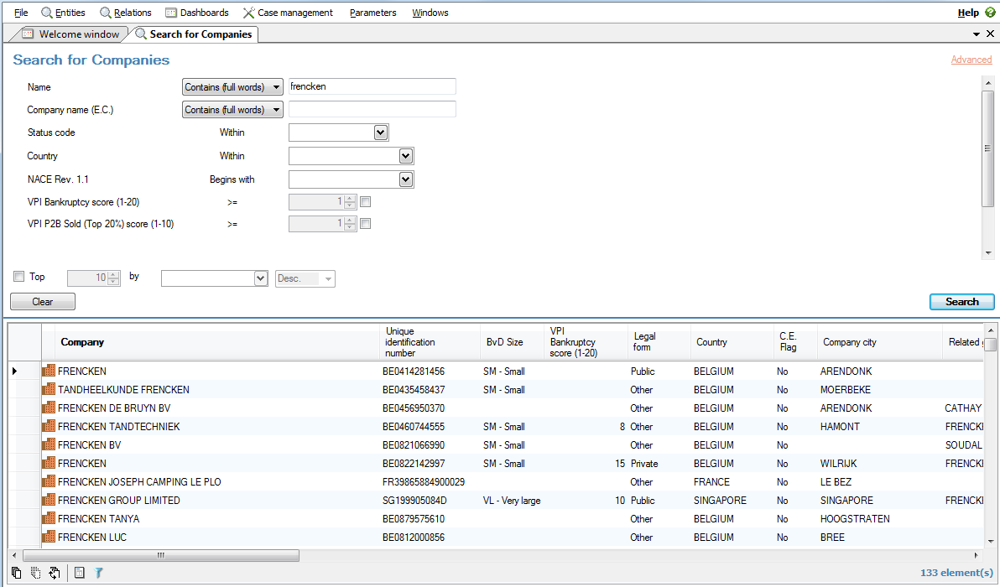 File Entities Relations Dashboards Case management Parameters Windows Help
Welcome window Search for Companies
Search for Companies Advanced
Name Contains (full words) frencken
Company name (E.C.) Contains (full words)
Status code Within
Country Within
NACE Rev. 1.1 Begins with
VPI Bankruptcy score (1-20) >= 1
VPI P2B Sold (Top 20%) score (1-10) >= 1
Top 10 by Desc.
Clear Search
Company Unique identification number BvD Size VPI Bankruptcy score (1-20) Legal form Country C.E. Flag Company city Related
FRENCKEN BE0414281456 SM - Small Public BELGIUM No ARENDONK
TANDHEELKUNDE FRENCKEN BE0435458437 SM - Small Other BELGIUM No MOERBEKE
FRENCKEN DE BRUYN BV BE0456950370 Other BELGIUM No ARENDONK CATHAY
FRENCKEN TANDTECHNIEK BE0460744555 SM - Small 8 Other BELGIUM No HAMONT FRENCK
FRENCKEN BV BE0821066990 SM - Small Other BELGIUM No SOUDAL
FRENCKEN BE0822142997 SM - Small 15 Private BELGIUM No WILRIJK FRENCK
FRENCKEN JOSEPH CAMPING LE PLO FR39865884900029 Other FRANCE No LE BEZ
FRENCKEN GROUP LIMITED SG199905084D VL - Very large 10 Public SINGAPORE No SINGAPORE FRENCK
FRENCKEN TANYA BE0879575610 Other BELGIUM No HOOGSTRATEN
FRENCKEN LUC BE0812000856 Other BELGIUM No BREE
133 element(s)